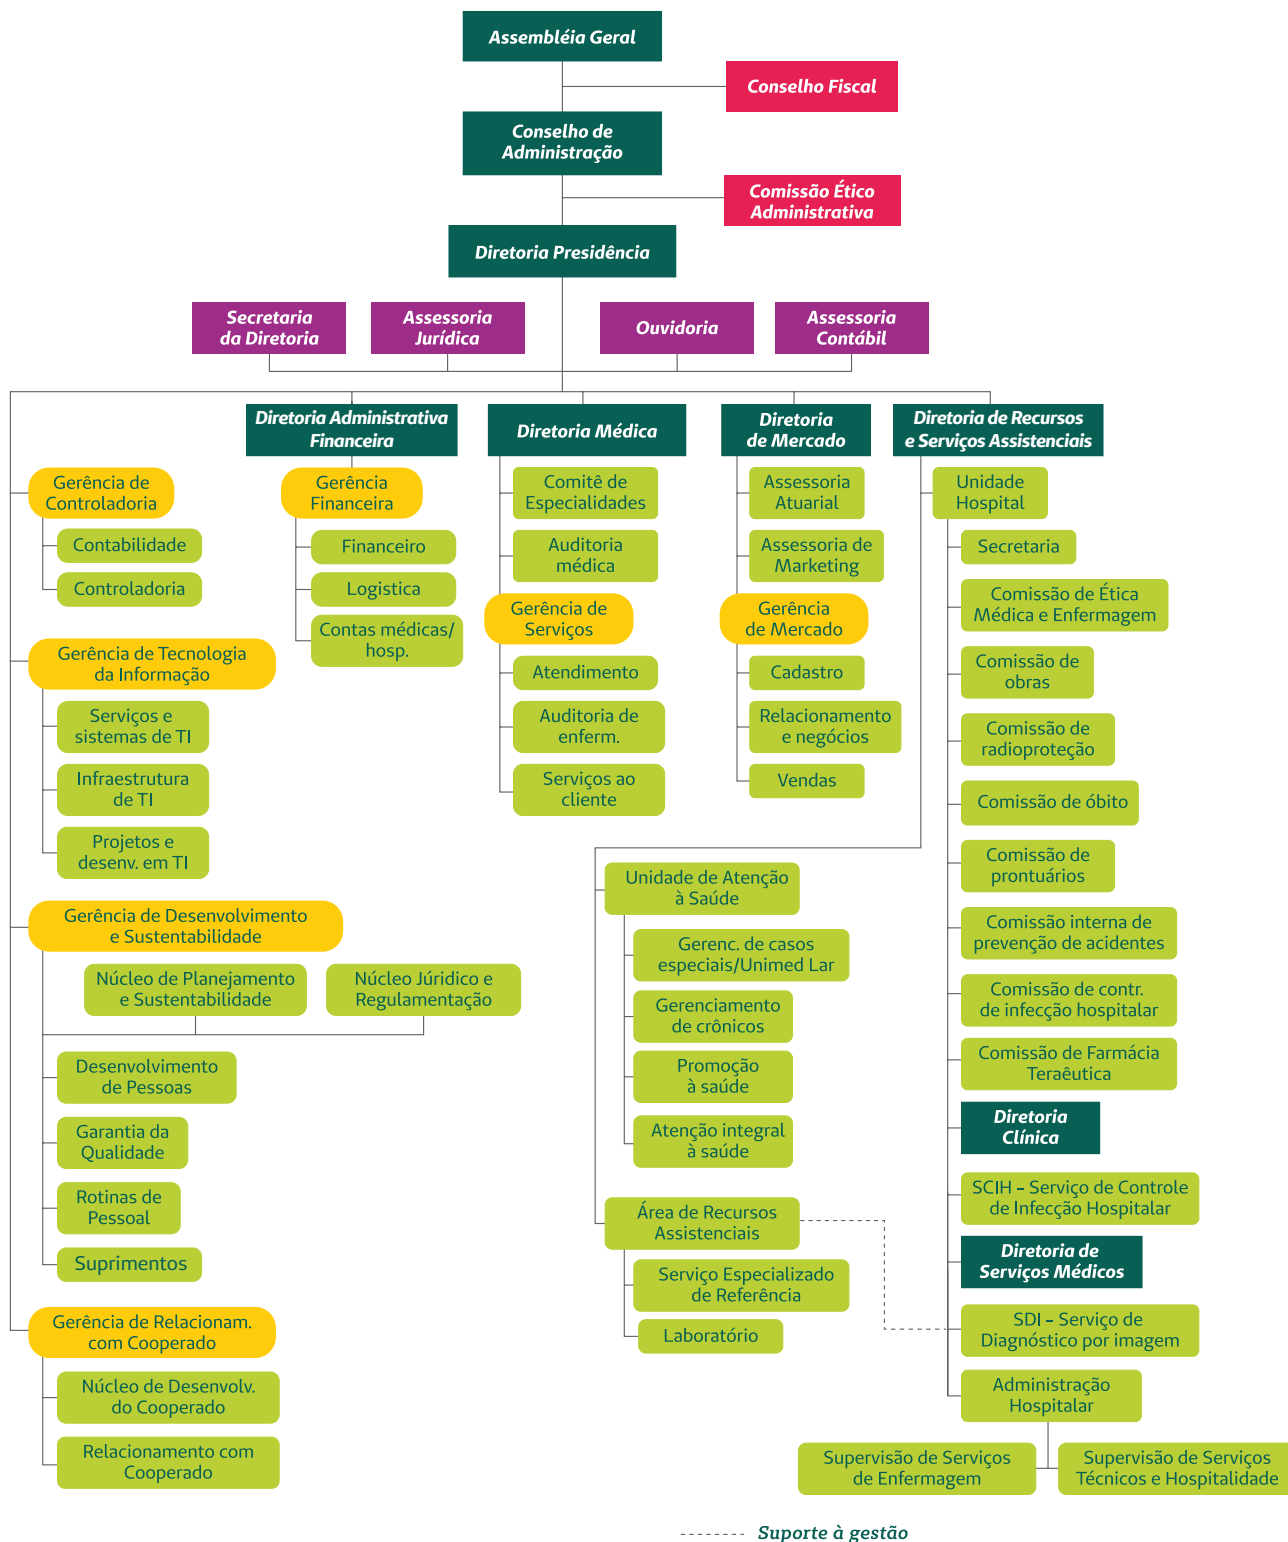 Assembléia Geral
Conselho Fiscal
Conselho de
Administração
Comissão Ético
Administrativa
Diretoria Presidência
Secretaria
da Diretoria
Assessoria
Jurídica
Ouvidoria
Assessoria
Contábil
Gerência de
Controladoria
Contabilidade
Controladoria
Gerência de Tecnologia
da Informação
Serviços e
sistemas de TI
Infraestrutura
de TI
Projetos e
desenv. em TI
Gerência de Desenvolvimento
e Sustentabilidade
Núcleo de Planejamento
e Sustentabilidade
Núcleo Júridico e
Regulamentação
Desenvolvimento
de Pessoas
Garantia da
Qualidade
Rotinas de
Pessoal
Suprimentos
Gerência de Relacionam.
com Cooperado
Núcleo de Desenvolv.
do Cooperado
Relacionamento com
Cooperado
Diretoria Administrativa
Financeira
Gerência
Financeira
Financeiro
Logistica
Contas médicas/
hosp.
Diretoria Médica
Comitê de
Especialidades
Auditoria
médica
Gerência de
Serviços
Atendimento
Auditoria de
enferm.
Serviços ao
cliente
Diretoria
de Mercado
Assessoria
Atuarial
Assessoria de
Marketing
Gerência
de Mercado
Cadastro
Relacionamento
e negócios
Vendas
Diretoria de Recursos
e Serviços Assistenciais
Unidade
Hospital
Secretaria
Comissão de Ética
Médica e Enfermagem
Comissão de
obras
Comissão de
radioproteção
Comissão de óbito
Comissão de
prontuários
Comissão interna de
prevenção de acidentes
Comissão de contr.
de infecção hospitalar
Comissão de Farmácia
Teraêutica
Diretoria
Clínica
SCIH – Serviço de Controle
de Infecção Hospitalar
Diretoria de
Serviços Médicos
SDI – Serviço de
Diagnóstico por imagem
Administração
Hospitalar
Supervisão de Serviços
de Enfermagem
Supervisão de Serviços
Técnicos e Hospitalidade
Unidade de Atenção
à Saúde
Gerenc. de casos
especiais/Unimed Lar
Gerenciamento
de crônicos
Promoção
à saúde
Atenção integral
à saúde
Área de Recursos
Assistenciais
Serviço Especializado
de Referência
Laboratório
Suporte à gestão